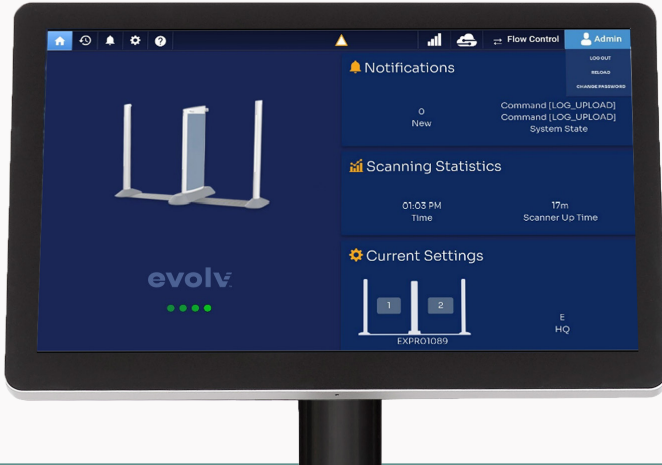 Flow Control
Admin
LOG OUT
RELOAD
CHANGE PASSWORD
Notifications
0
New
Command [LOG_UPLOAD]
Command [LOG_UPLOAD]
System State
Scanning Statistics
01:03 PM
Time
17m
Scanner Up Time
Current Settings
1
2
EXPRO1089
E
HQ
evolv